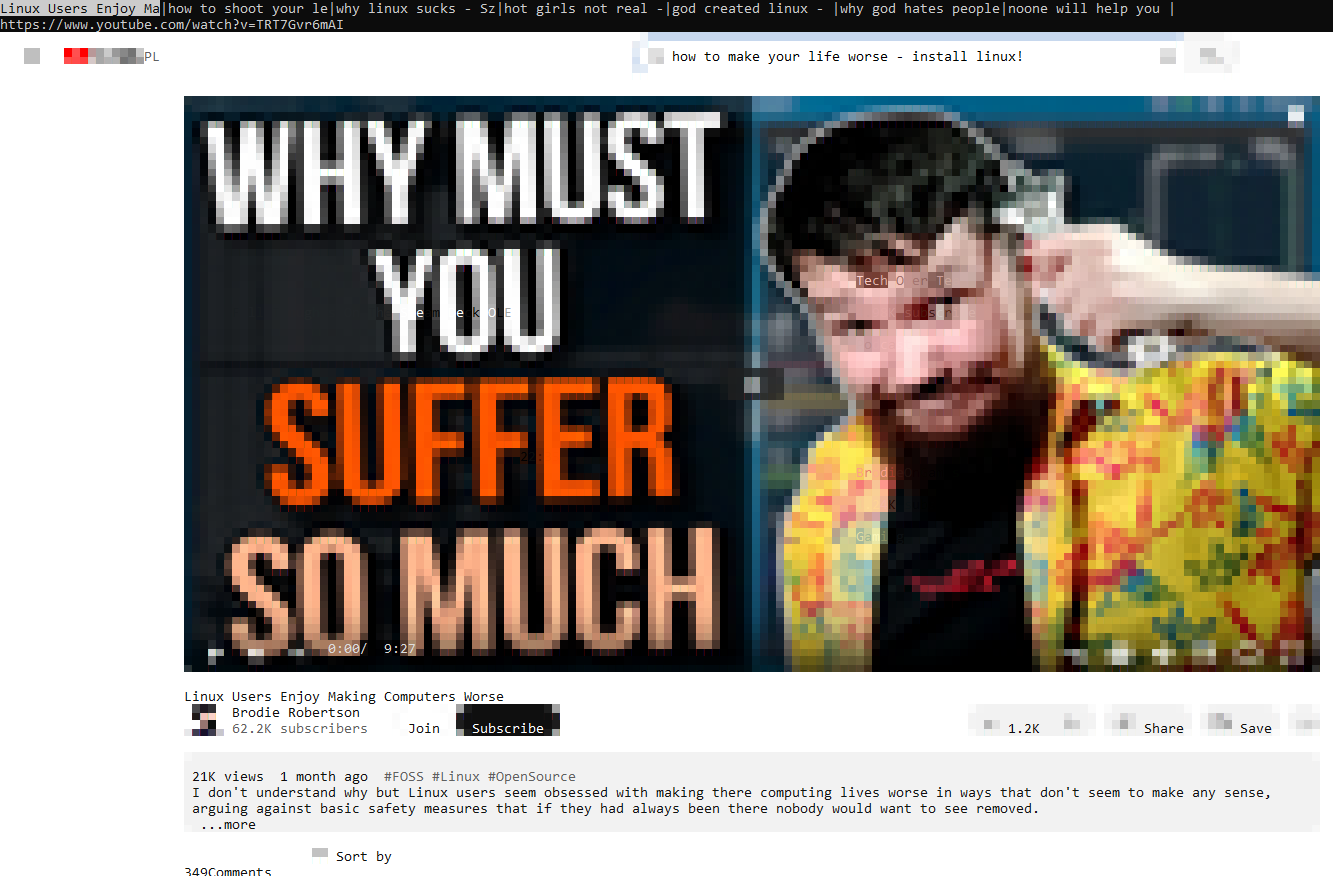 Linux Users Enjoy Ma|how to shoot your le|why linux sucks - Sz|hot girls not real -|god created linux - |why god hates people|noone will help you |
https://www.youtube.com/watch?v=TRT7Gvr6mAI
PL
how to make your life worse - install linux!
WHY MUST
YOU
SUFFER
SO MUCH
Tech
0:00/ 9:27
Linux Users Enjoy Making Computers Worse
Brodie Robertson
62.2K subscribers Join Subscribe 1.2K Share Save
21K views 1 month ago #FOSS #Linux #OpenSource
I don't understand why but Linux users seem obsessed with making there computing lives worse in ways that don't seem to make any sense,
arguing against basic safety measures that if they had always been there nobody would want to see removed.
...more
Sort by
349Comments